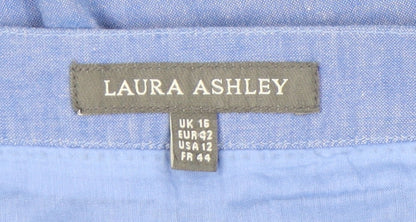 LAURA ASHLEY
UK 16
EUR 42
USA 12
FR 44